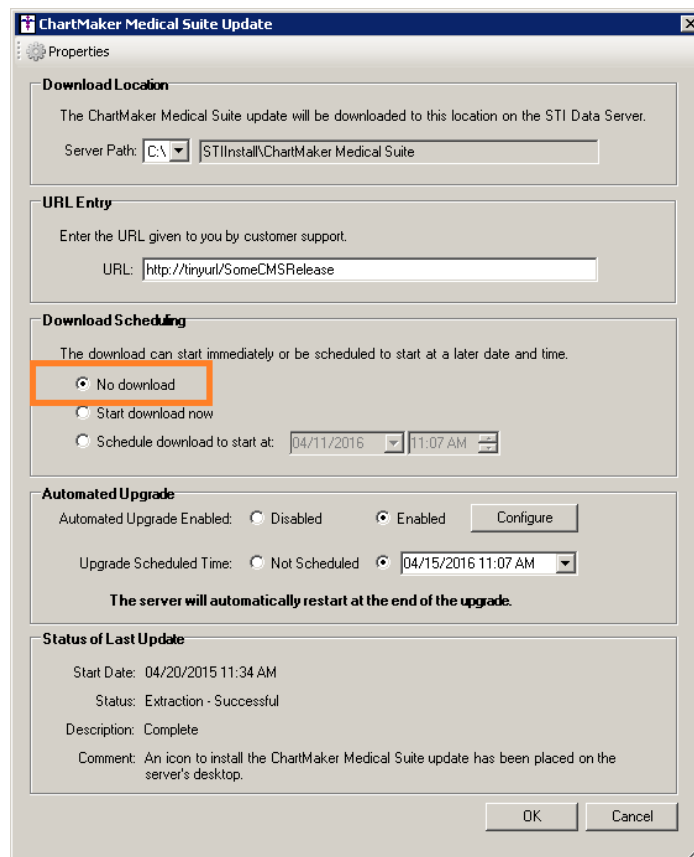 ChartMaker Medical Suite Update
Properties
Download Location
The ChartMaker Medical Suite update will be downloaded to this location on the STI Data Server.
Server Path: C:\ STIInstall\ChartMaker Medical Suite
URL Entry
Enter the URL given to you by customer support.
URL: http://tinyurl/SomeCMSRelease
Download Scheduling
The download can start immediately or be scheduled to start at a later date and time.
No download
Start download now
Schedule download to start at: 04/11/2016 11:07 AM
Automated Upgrade
Automated Upgrade Enabled: Disabled Enabled Configure
Upgrade Scheduled Time: Not Scheduled 04/15/2016 11:07 AM
The server will automatically restart at the end of the upgrade.
Status of Last Update
Start Date: 04/20/2015 11:34 AM
Status: Extraction - Successful
Description: Complete
Comment: An icon to install the ChartMaker Medical Suite update has been placed on the
server's desktop.
OK Cancel